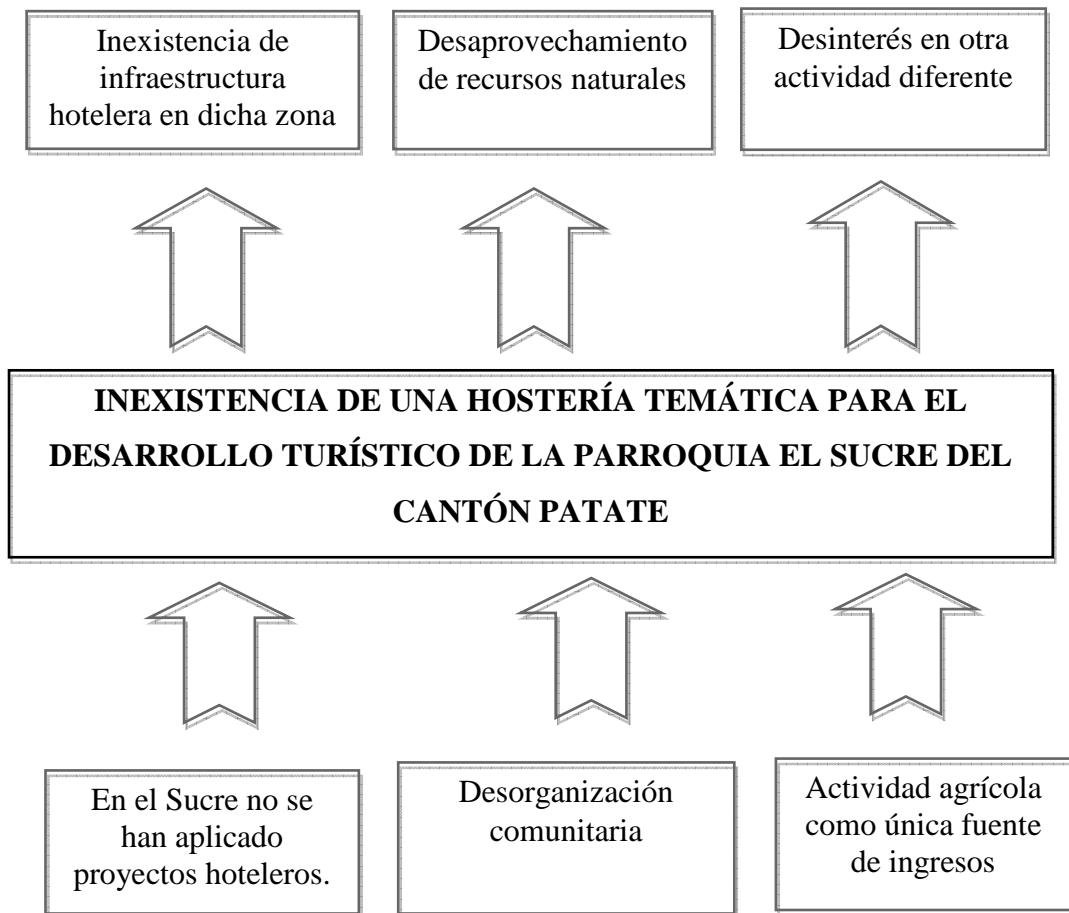 Inexistencia de
infraestructura
hotelera en dicha zona
Desaprovechamiento
de recursos naturales
Desinterés en otra
actividad diferente
INEXISTENCIA DE UNA HOSTERÍA TEMÁTICA PARA EL
DESARROLLO TURÍSTICO DE LA PARROQUIA EL SUCRE DEL
CANTÓN PATATE
En el Sucre no se
han aplicado
proyectos hoteleros.
Desorganización
comunitaria
Actividad agrícola
como única fuente
de ingresos